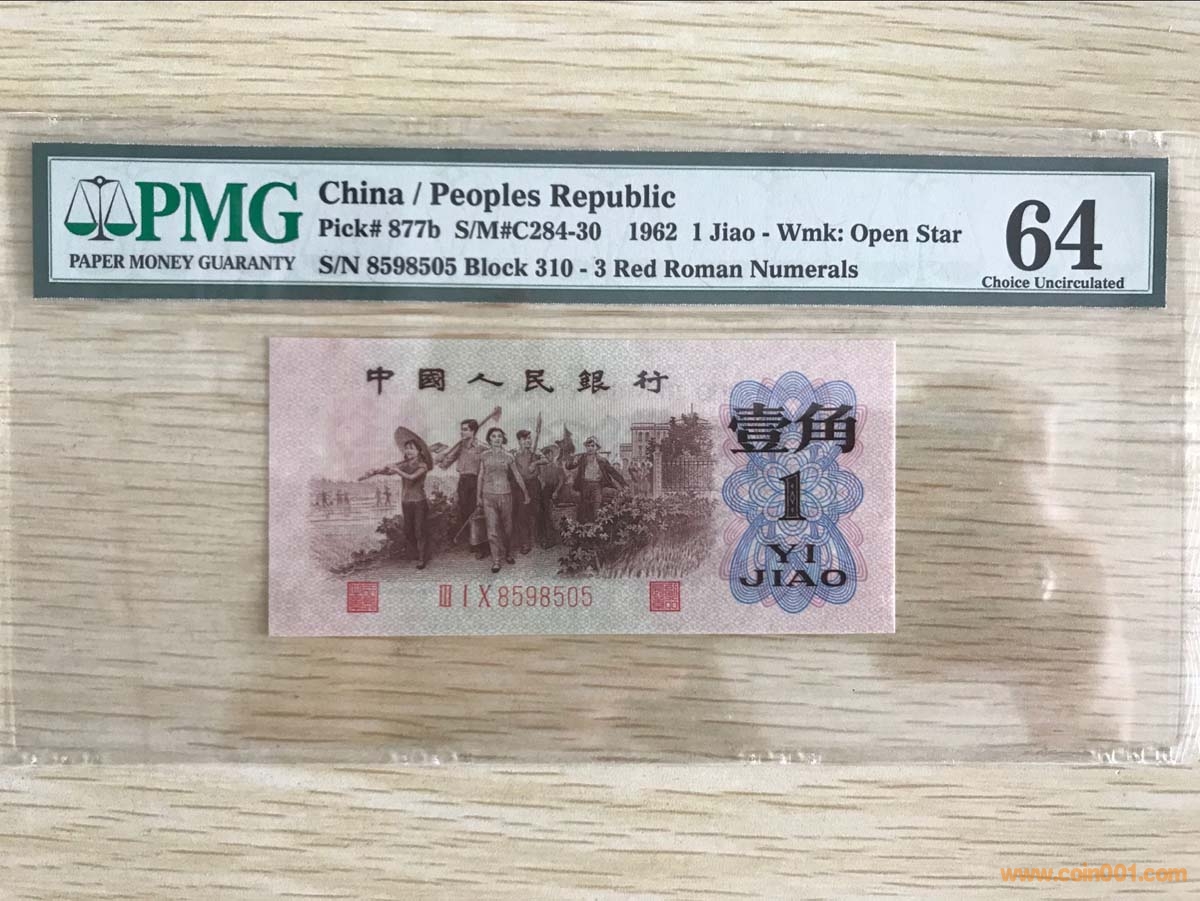 PMG
PAPER MONEY GUARANTY
China / Peoples Republic
Pick# 877b S/M#C284-30 1962 1 Jiao - Wmk: Open Star
S/N 8598505 Block 310 - 3 Red Roman Numerals
64
Choice Uncirculated
中國人民銀行
壹角
1
YI
JIAO
III I X 8598505
www.coin001.com